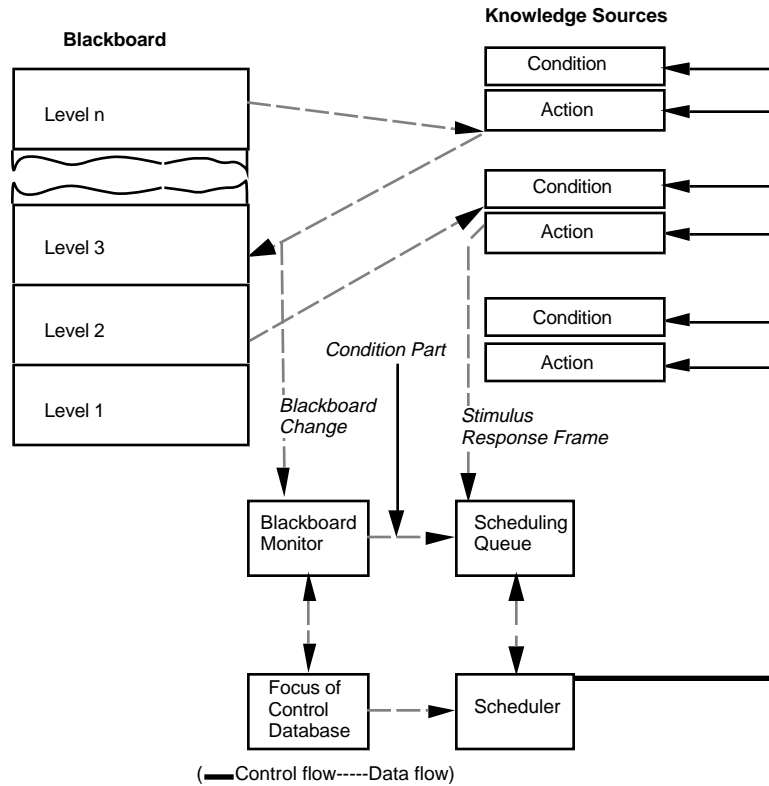 Knowledge Sources
Blackboard
Condition
Action
Level n
Condition
Action
Level 3
Condition
Level 2
Condition Part
Action
Level 1
Blackboard
Change
Stimulus
Response Frame
Blackboard
Monitor
Scheduling
Queue
Focus of
Control
Database
Scheduler
(Control flow-----Data flow)